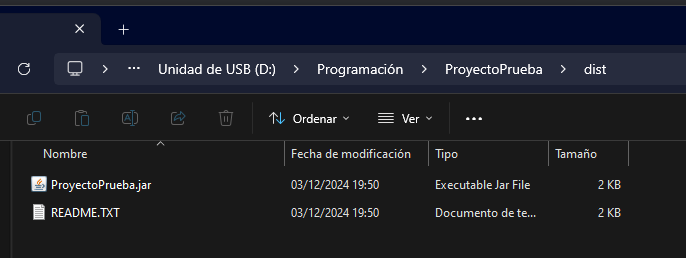 Unidad de USB (D:) > Programación > ProyectoPrueba > dist
Ordenar Ver
Nombre Fecha de modificación Tipo Tamaño
ProyectoPrueba.jar 03/12/2024 19:50 Executable Jar File 2 KB
README.TXT 03/12/2024 19:50 Documento de te... 2 KB